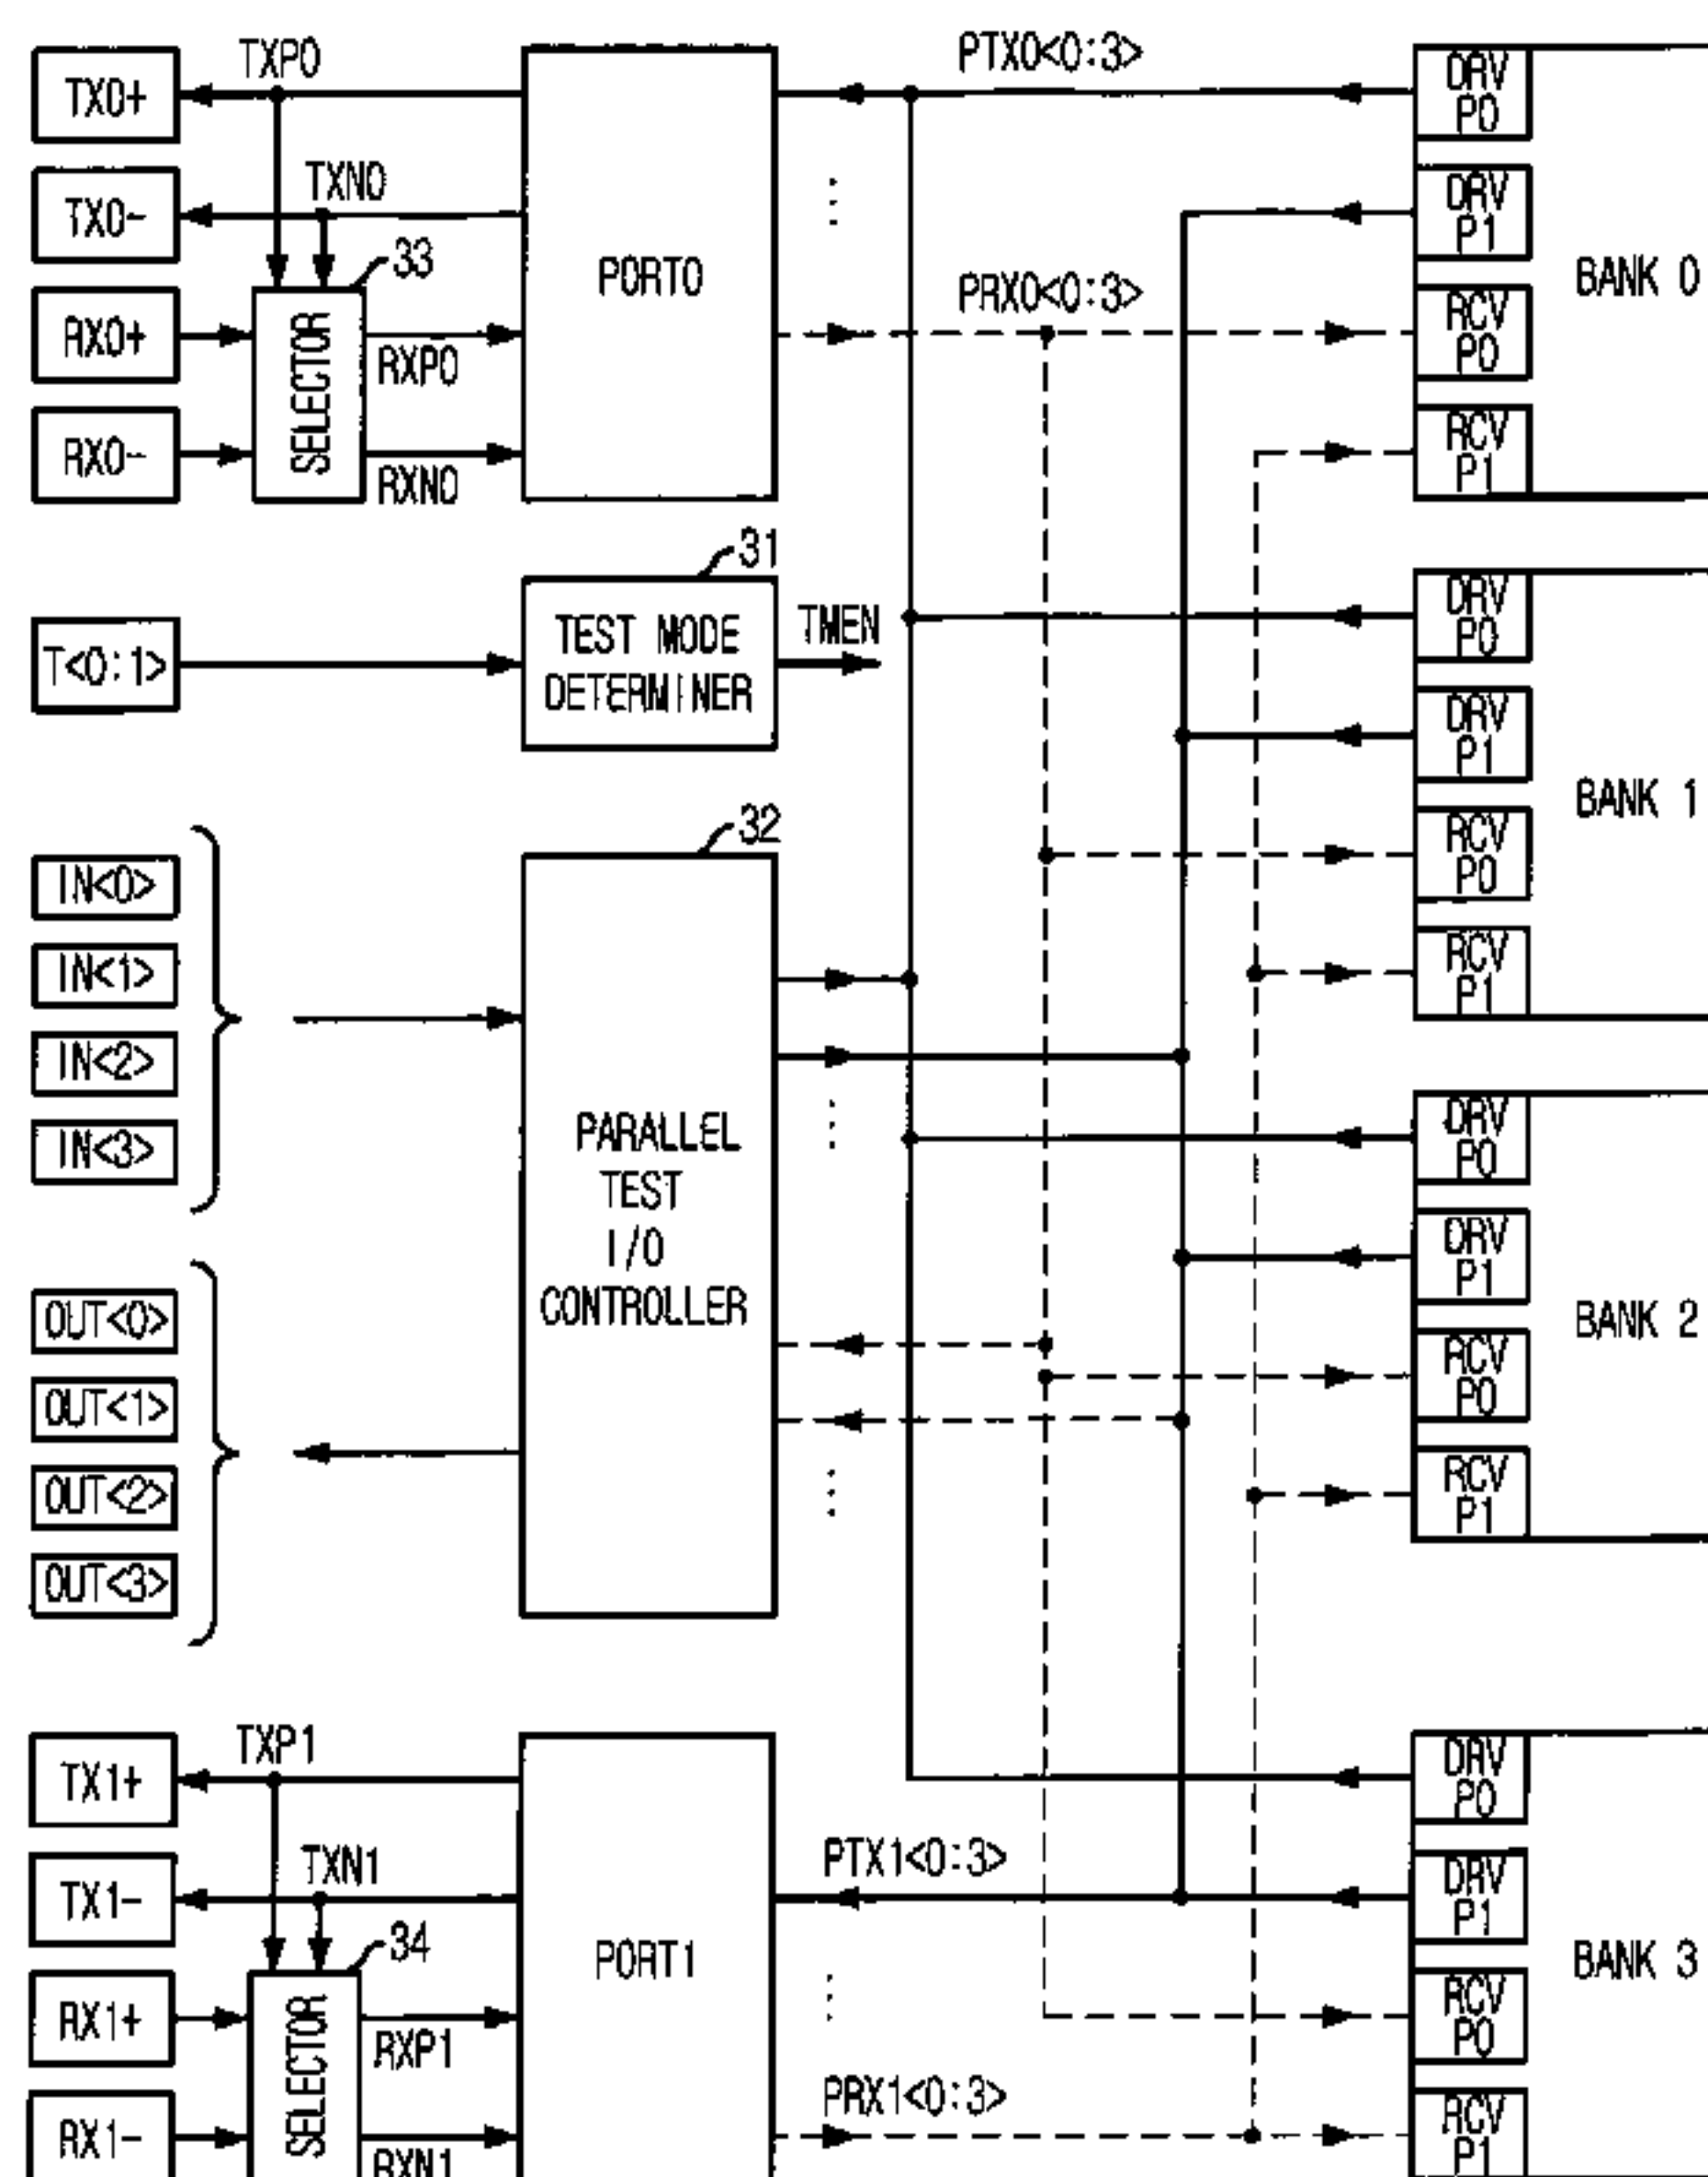 TX0+
TXP0
PTX0<0:3>
DRV
P0
TX0-
TXN0
DRV
P1
33
PORT0
PRX0<0:3>
BANK 0
RX0+
SELECTOR
RXP0
RCV
P0
RX0-
RXN0
RCV
P1
31
T<0:1>
TEST MODE
DETERMINER
TMEN
DRV
P0
DRV
P1
BANK 1
RCV
P0
RCV
P1
32
IN<0>
IN<1>
IN<2>
IN<3>
PARALLEL
TEST
I/O
CONTROLLER
OUT<0>
OUT<1>
OUT<2>
OUT<3>
DRV
P0
DRV
P1
BANK 2
RCV
P0
RCV
P1
TX1+
TXP1
DRV
P0
TX1-
TXN1
PTX1<0:3>
DRV
P1
34
PORT1
BANK 3
RX1+
SELECTOR
RXP1
RCV
P0
PRX1<0:3>
RX1-
RXN1
RCV
P1